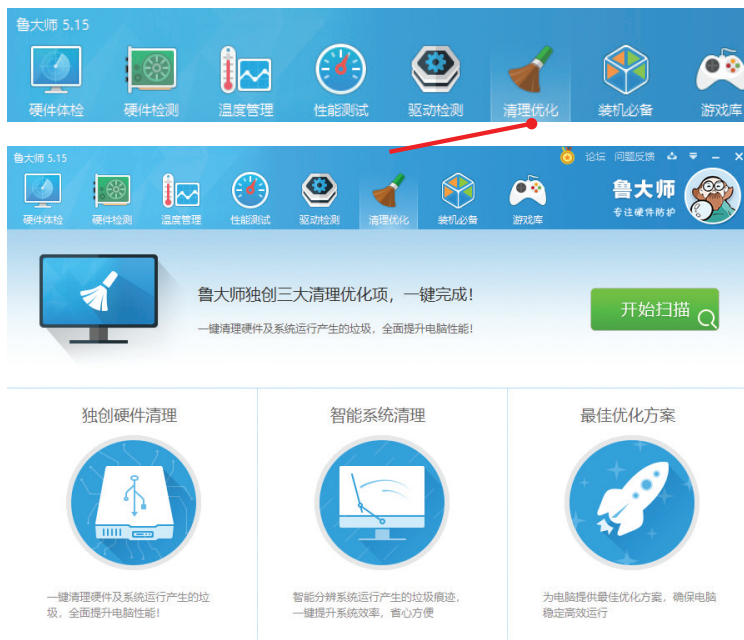 鲁大师 5.15
硬件体检 硬件检测 温度管理 性能测试 驱动检测 清理优化 装机必备 游戏库
鲁大师 5.15 论坛 问题反馈
硬件体检 硬件检测 温度管理 性能测试 驱动检测 清理优化 装机必备 游戏库
鲁大师
专注硬件防护
鲁大师独创三大清理优化项，一键完成！
一键清理硬件及系统运行产生的垃圾，全面提升电脑性能！
开始扫描
独创硬件清理 智能系统清理 最佳优化方案
一键清理硬件及系统运行产生的垃
圾，全面提升电脑性能！
智能分辨系统运行产生的垃圾痕迹，
一键提升系统效率，省心方便
为电脑提供最佳优化方案，确保电脑
稳定高效运行